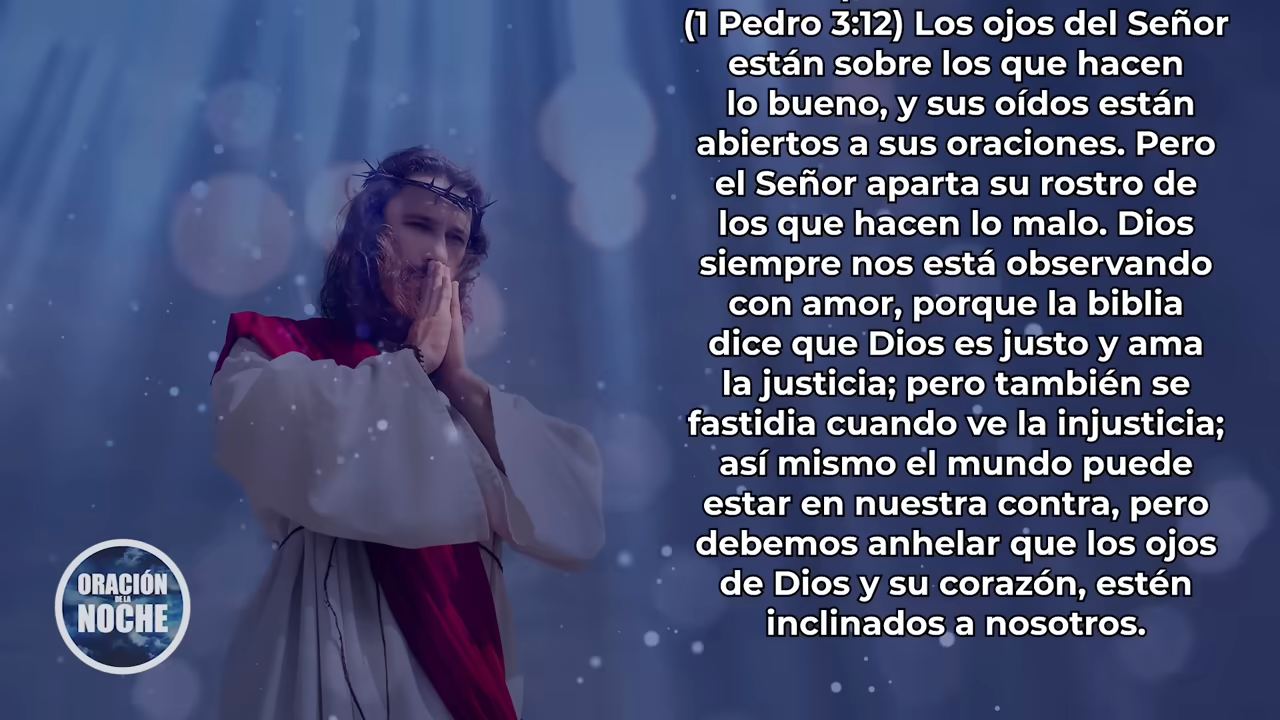 (1 Pedro 3:12) Los ojos del Señor
están sobre los que hacen
lo bueno, y sus oídos están
abiertos a sus oraciones. Pero
el Señor aparta su rostro de
los que hacen lo malo. Dios
siempre nos está observando
con amor, porque la biblia
dice que Dios es justo y ama
la justicia; pero también se
fastidia cuando ve la injusticia;
así mismo el mundo puede
estar en nuestra contra, pero
debemos anhelar que los ojos
de Dios y su corazón, estén
inclinados a nosotros.
ORACIÓN
DE LA
NOCHE